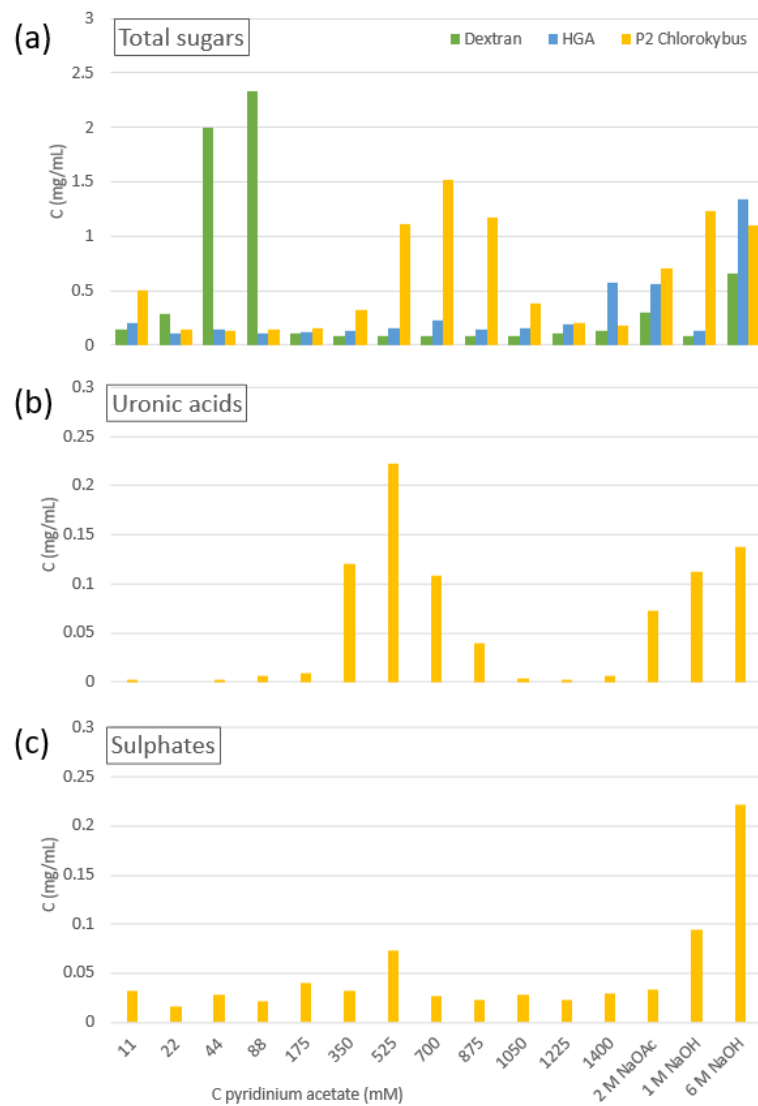 (a)
Total sugars
Dextran HGA P2 Chlorokybus
C (mg/mL)
3
2.5
2
1.5
1
0.5
0
(b)
Uronic acids
C (mg/mL)
0.3
0.25
0.2
0.15
0.1
0.05
0
(c)
Sulphates
C (mg/mL)
0.3
0.25
0.2
0.15
0.1
0.05
0
11 22 44 88 175 350 525 700 875 1050 1225 1400 2 M NaOAc 1 M NaOH 6 M NaOH
C pyridinium acetate (mM)